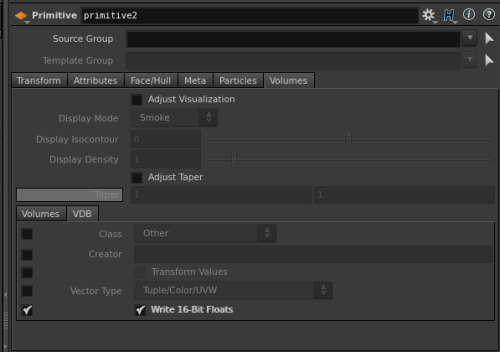 Primitive primitive2
Source Group
Template Group
Transform Attributes Face/Hull Meta Particles Volumes
Adjust Visualization
Display Mode Smoke
Display Isocontour 0
Display Density 1
Adjust Taper
Taper 1 1
Volumes VDB
Class Other
Creator
Transform Values
Vector Type Tuple/Color/UVW
Write 16-Bit Floats